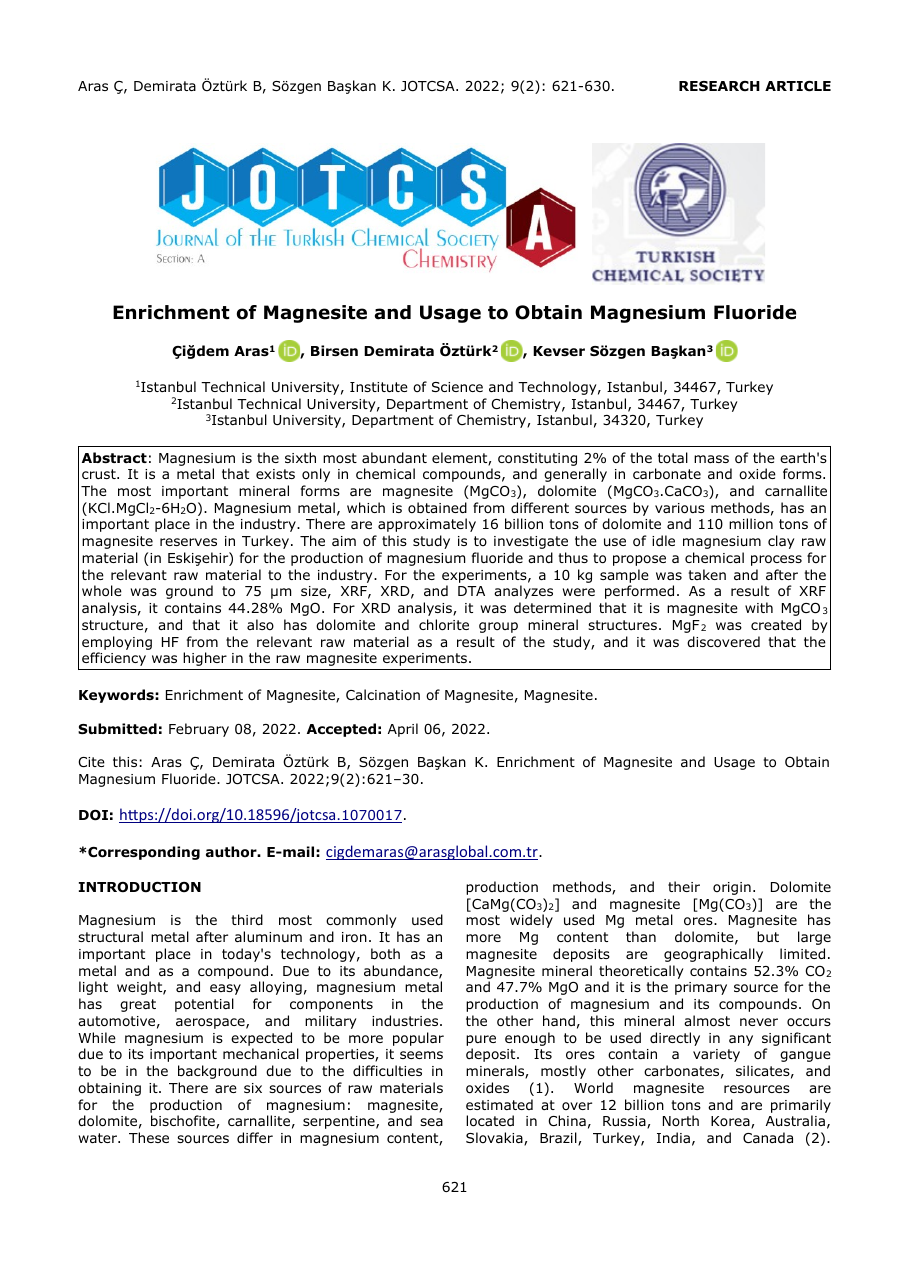 Aras Ç, Demirata Öztürk B, Sözgen Başkan K. JOTCSA. 2022; 9(2): 621-630. RESEARCH ARTICLE
J O T C S A
JOURNAL OF THE TURKISH CHEMICAL SOCIETY
SECTION: A
CHEMISTRY
TURKISH
CHEMICAL SOCIETY
Enrichment of Magnesite and Usage to Obtain Magnesium Fluoride
Çiğdem Aras¹ iD , Birsen Demirata Öztürk² iD , Kevser Sözgen Başkan³ iD
¹Istanbul Technical University, Institute of Science and Technology, Istanbul, 34467, Turkey
²Istanbul Technical University, Department of Chemistry, Istanbul, 34467, Turkey
³Istanbul University, Department of Chemistry, Istanbul, 34320, Turkey
Abstract: Magnesium is the sixth most abundant element, constituting 2% of the total mass of the earth's
crust. It is a metal that exists only in chemical compounds, and generally in carbonate and oxide forms.
The most important mineral forms are magnesite (MgCO₃), dolomite (MgCO₃.CaCO₃), and carnallite
(KCl.MgCl₂-6H₂O). Magnesium metal, which is obtained from different sources by various methods, has an
important place in the industry. There are approximately 16 billion tons of dolomite and 110 million tons of
magnesite reserves in Turkey. The aim of this study is to investigate the use of idle magnesium clay raw
material (in Eskişehir) for the production of magnesium fluoride and thus to propose a chemical process for
the relevant raw material to the industry. For the experiments, a 10 kg sample was taken and after the
whole was ground to 75 µm size, XRF, XRD, and DTA analyzes were performed. As a result of XRF
analysis, it contains 44.28% MgO. For XRD analysis, it was determined that it is magnesite with MgCO₃
structure, and that it also has dolomite and chlorite group mineral structures. MgF₂ was created by
employing HF from the relevant raw material as a result of the study, and it was discovered that the
efficiency was higher in the raw magnesite experiments.
Keywords: Enrichment of Magnesite, Calcination of Magnesite, Magnesite.
Submitted: February 08, 2022. Accepted: April 06, 2022.
Cite this: Aras Ç, Demirata Öztürk B, Sözgen Başkan K. Enrichment of Magnesite and Usage to Obtain
Magnesium Fluoride. JOTCSA. 2022;9(2):621–30.
DOI: https://doi.org/10.18596/jotcsa.1070017.
*Corresponding author. E-mail: cigdemaras@arasglobal.com.tr.
INTRODUCTION
Magnesium is the third most commonly used
structural metal after aluminum and iron. It has an
important place in today's technology, both as a
metal and as a compound. Due to its abundance,
light weight, and easy alloying, magnesium metal
has great potential for components in the
automotive, aerospace, and military industries.
While magnesium is expected to be more popular
due to its important mechanical properties, it seems
to be in the background due to the difficulties in
obtaining it. There are six sources of raw materials
for the production of magnesium: magnesite,
dolomite, bischofite, carnallite, serpentine, and sea
water. These sources differ in magnesium content,
production methods, and their origin. Dolomite
[CaMg(CO₃)₂] and magnesite [Mg(CO₃)] are the
most widely used Mg metal ores. Magnesite has
more Mg content than dolomite, but large
magnesite deposits are geographically limited.
Magnesite mineral theoretically contains 52.3% CO₂
and 47.7% MgO and it is the primary source for the
production of magnesium and its compounds. On
the other hand, this mineral almost never occurs
pure enough to be used directly in any significant
deposit. Its ores contain a variety of gangue
minerals, mostly other carbonates, silicates, and
oxides (1). World magnesite resources are
estimated at over 12 billion tons and are primarily
located in China, Russia, North Korea, Australia,
Slovakia, Brazil, Turkey, India, and Canada (2).
621